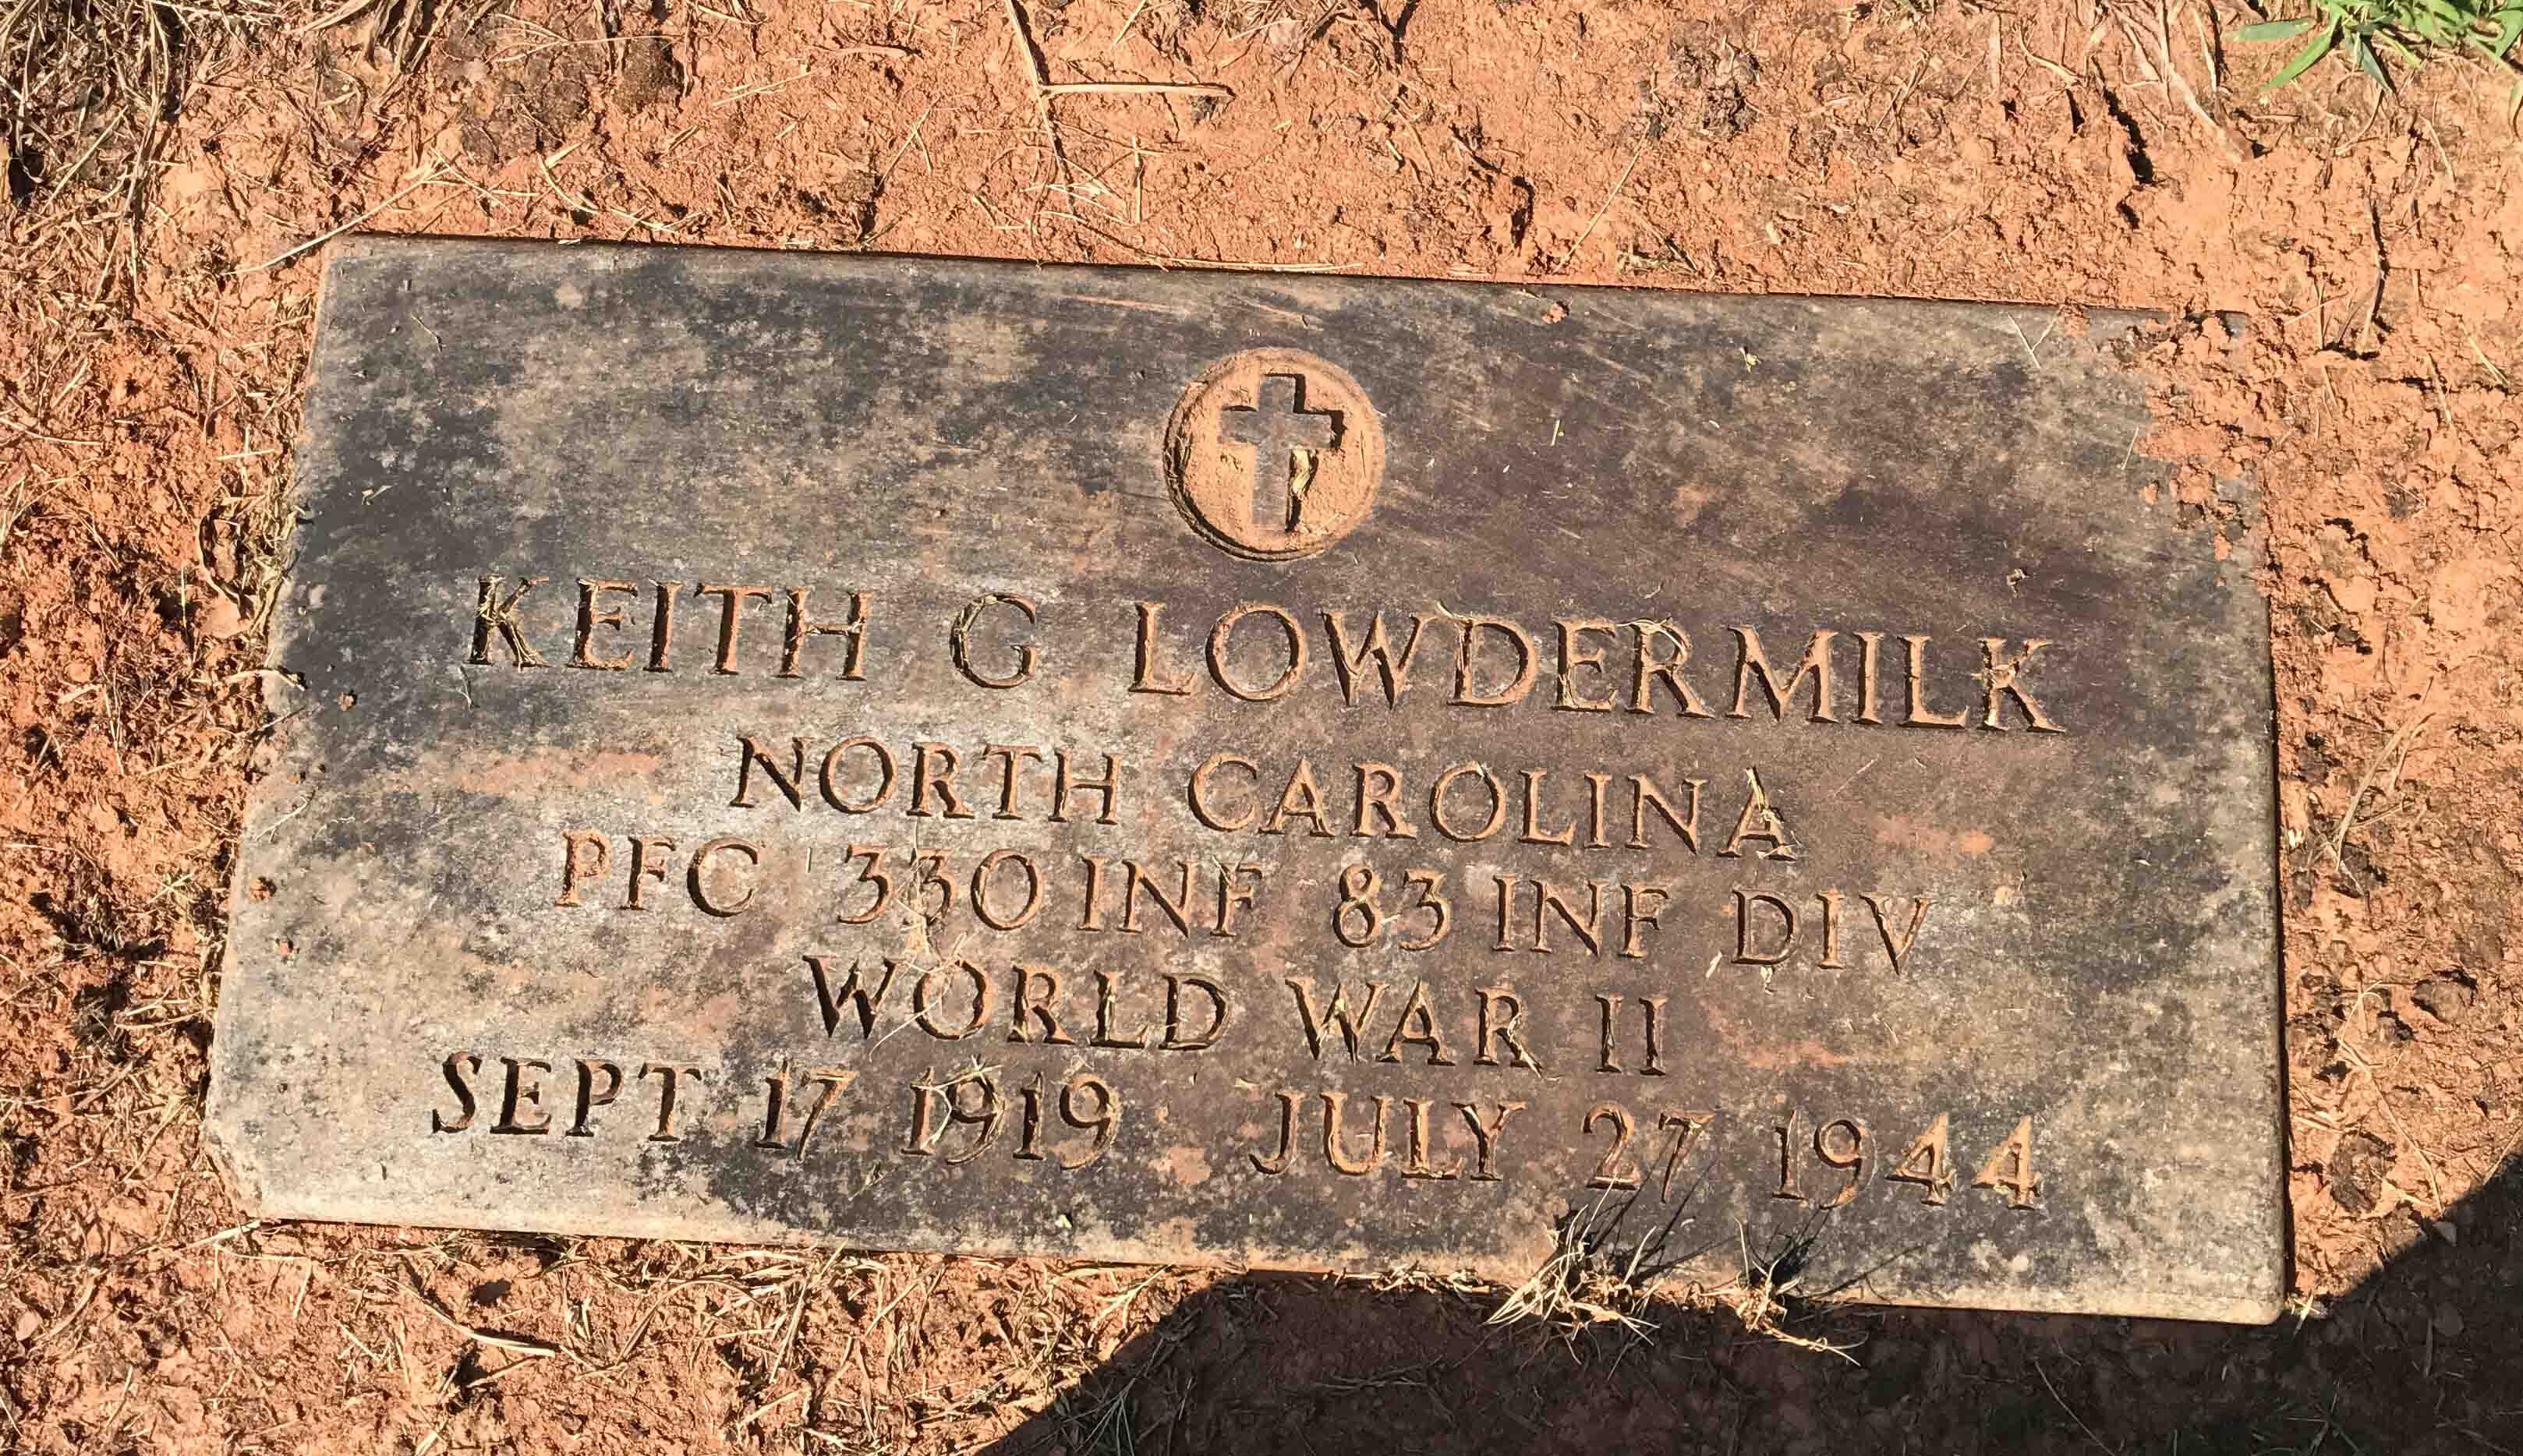 KEITH G LOWDERMILK
NORTH CAROLINA
PFC 330 INF 83 INF DIV
WORLD WAR II
SEPT 17 1919 JULY 27 1944